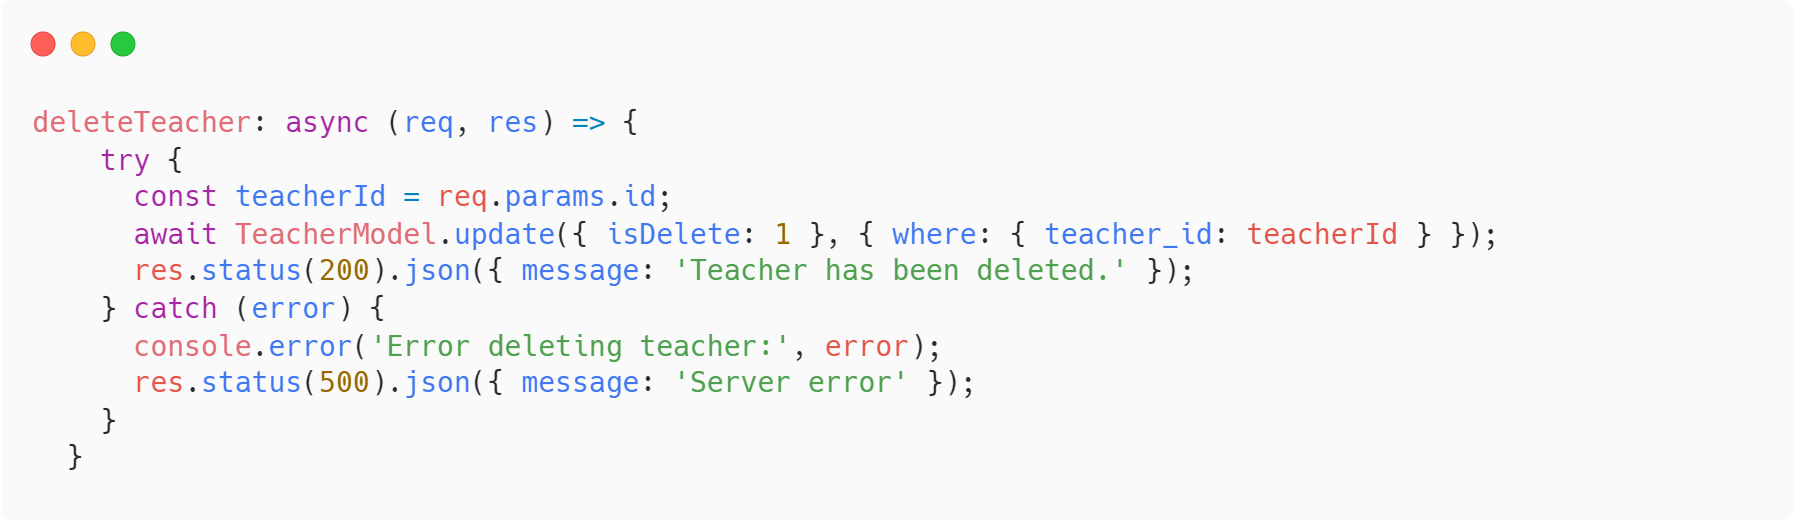 deleteTeacher: async (req, res) => {
    try {
      const teacherId = req.params.id;
      await TeacherModel.update({ isDelete: 1 }, { where: { teacher_id: teacherId } });
      res.status(200).json({ message: 'Teacher has been deleted.' });
    } catch (error) {
      console.error('Error deleting teacher:', error);
      res.status(500).json({ message: 'Server error' });
    }
  }